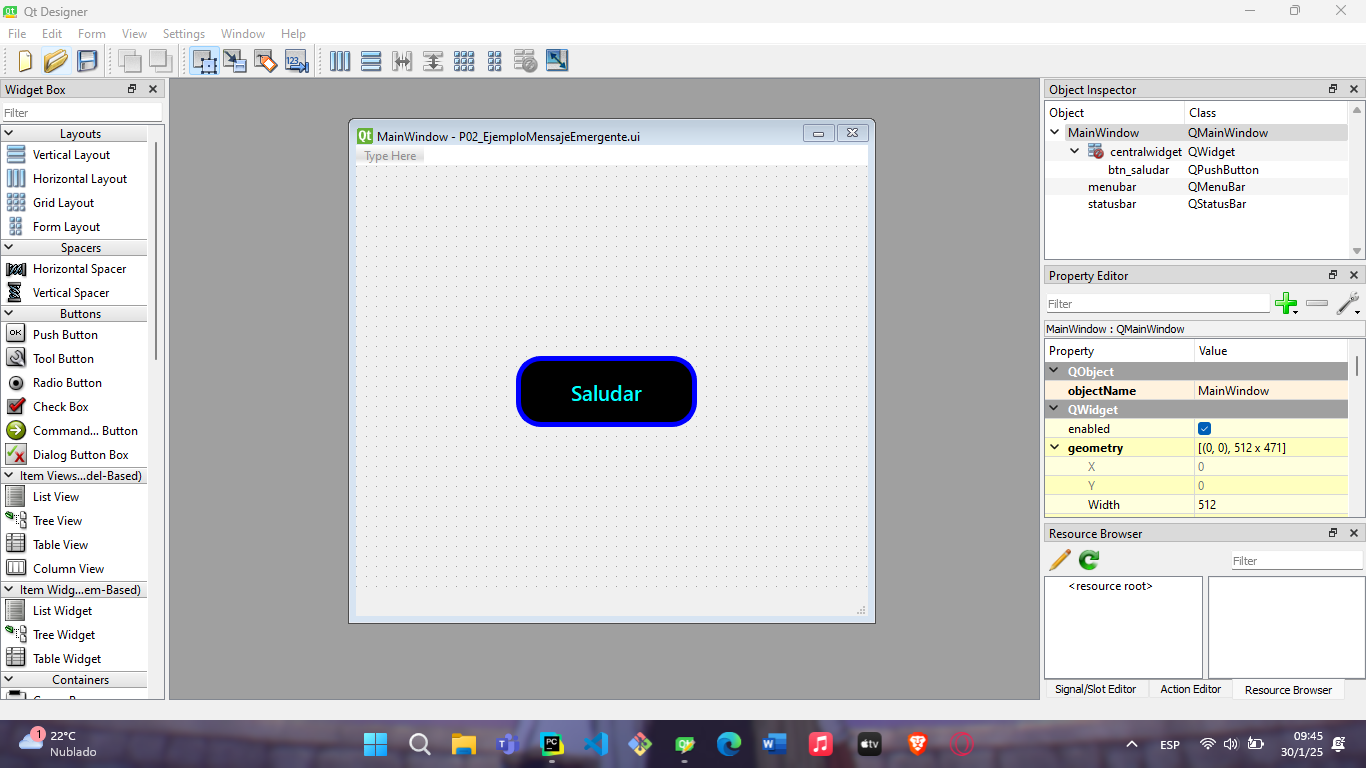 Qt Designer
File Edit Form View Settings Window Help
Widget Box
Filter
Layouts
Vertical Layout
Horizontal Layout
Grid Layout
Form Layout
Spacers
Horizontal Spacer
Vertical Spacer
Buttons
OK Push Button
Tool Button
Radio Button
Check Box
Command... Button
Dialog Button Box
Item Views...del-Based)
List View
Tree View
Table View
Column View
Item Widg...em-Based)
List Widget
Tree Widget
Table Widget
Containers
Qt MainWindow - P02_EjemploMensajeEmergente.ui
Type Here
Saludar
Object Inspector
Object Class
MainWindow QMainWindow
centralwidget QWidget
btn_saludar QPushButton
menubar QMenuBar
statusbar QStatusBar
Property Editor
Filter
MainWindow : QMainWindow
Property Value
QObject
objectName MainWindow
QWidget
enabled
geometry [(0, 0), 512 x 471]
X 0
Y 0
Width 512
Resource Browser
Filter
<resource root>
Signal/Slot Editor Action Editor Resource Browser
1 22°C
Nublado
ESP
09:45
30/1/25